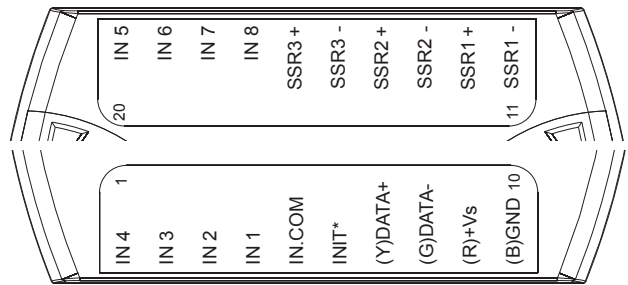 IN 5
IN 6
IN 7
IN 8
SSR3 +
SSR3 -
SSR2 +
SSR2 -
SSR1 +
SSR1 -
20
11
1
10
IN 4
IN 3
IN 2
IN 1
IN.COM
INIT*
(Y)DATA+
(G)DATA-
(R)+Vs
(B)GND